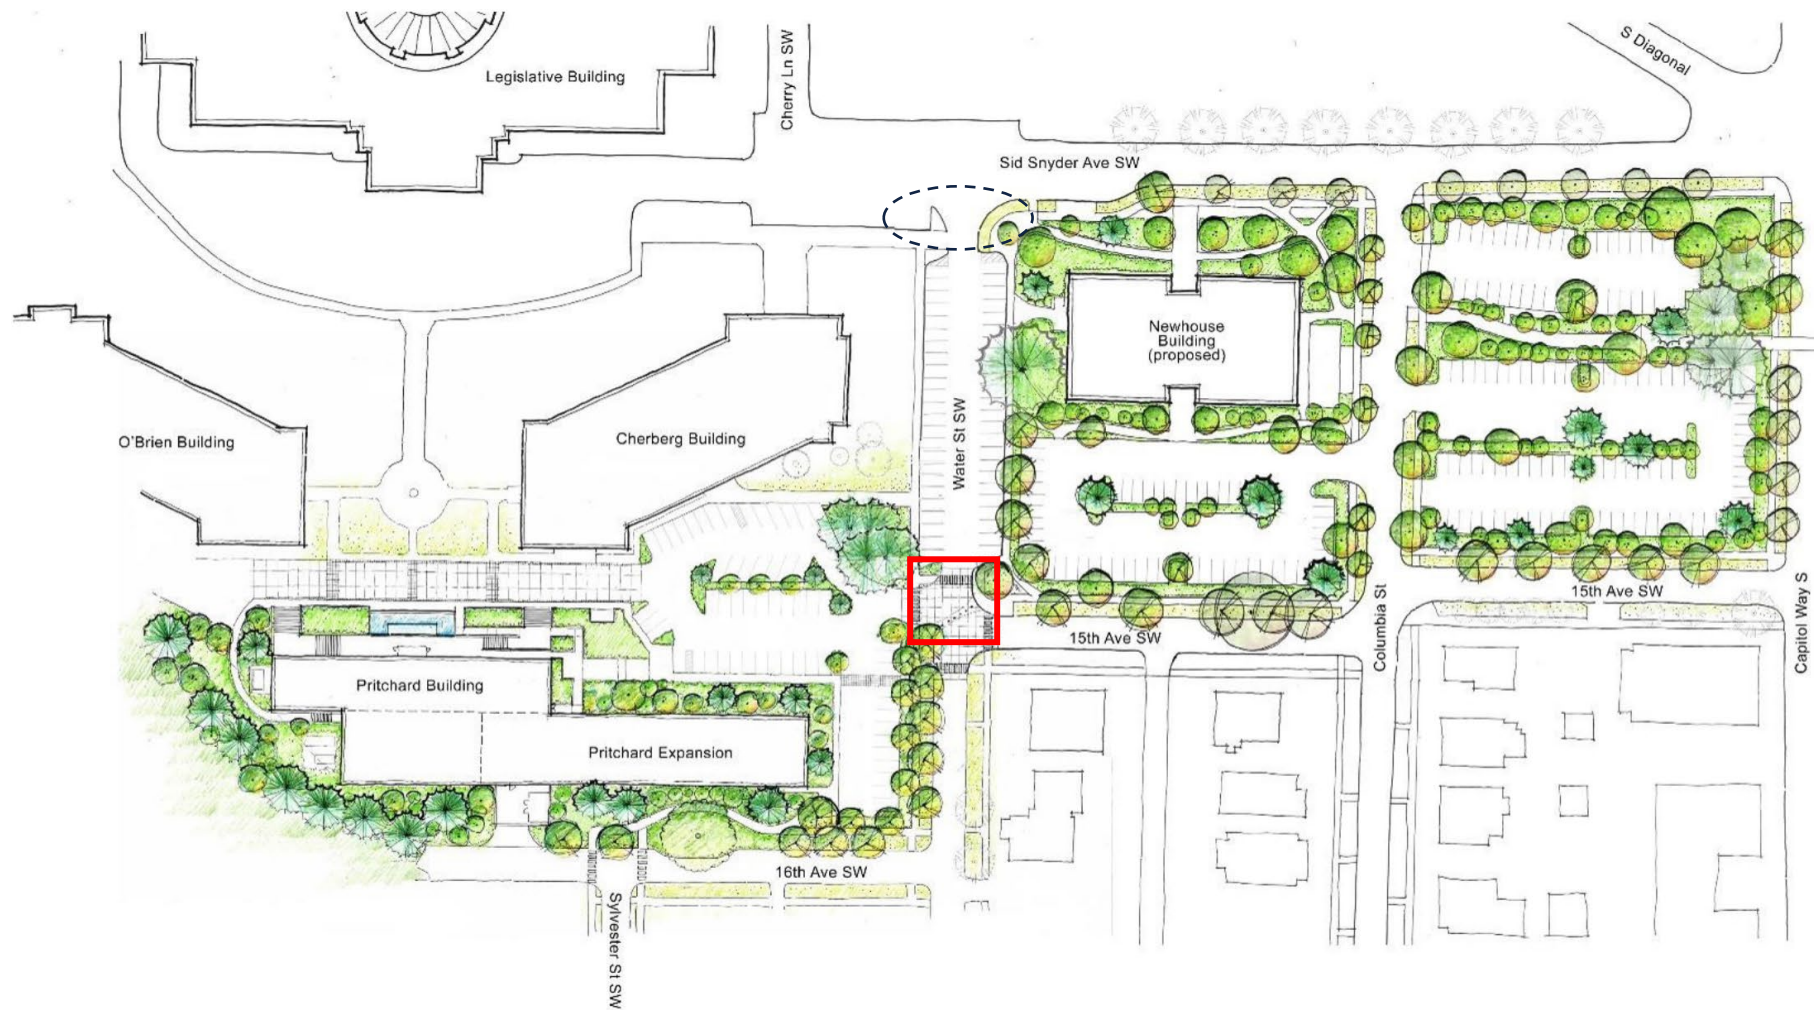 Legislative Building
Cherry Ln SW
S Diagonal
Sid Snyder Ave SW
Newhouse
Building
(proposed)
O'Brien Building
Cherberg Building
Water St SW
15th Ave SW
15th Ave SW
Columbia St
Capitol Way S
Pritchard Building
Pritchard Expansion
16th Ave SW
Sylvester St SW